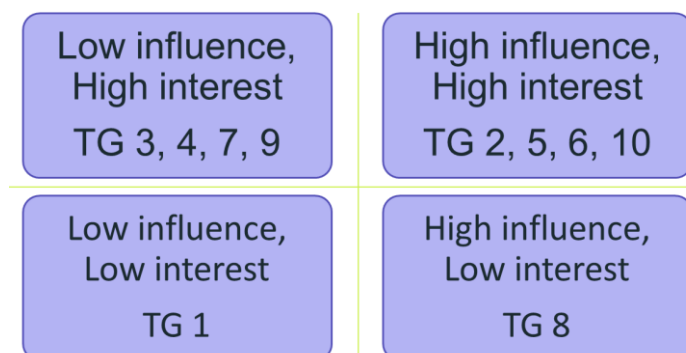 Low influence,
High interest
TG 3, 4, 7, 9
High influence,
High interest
TG 2, 5, 6, 10
Low influence,
Low interest
TG 1
High influence,
Low interest
TG 8